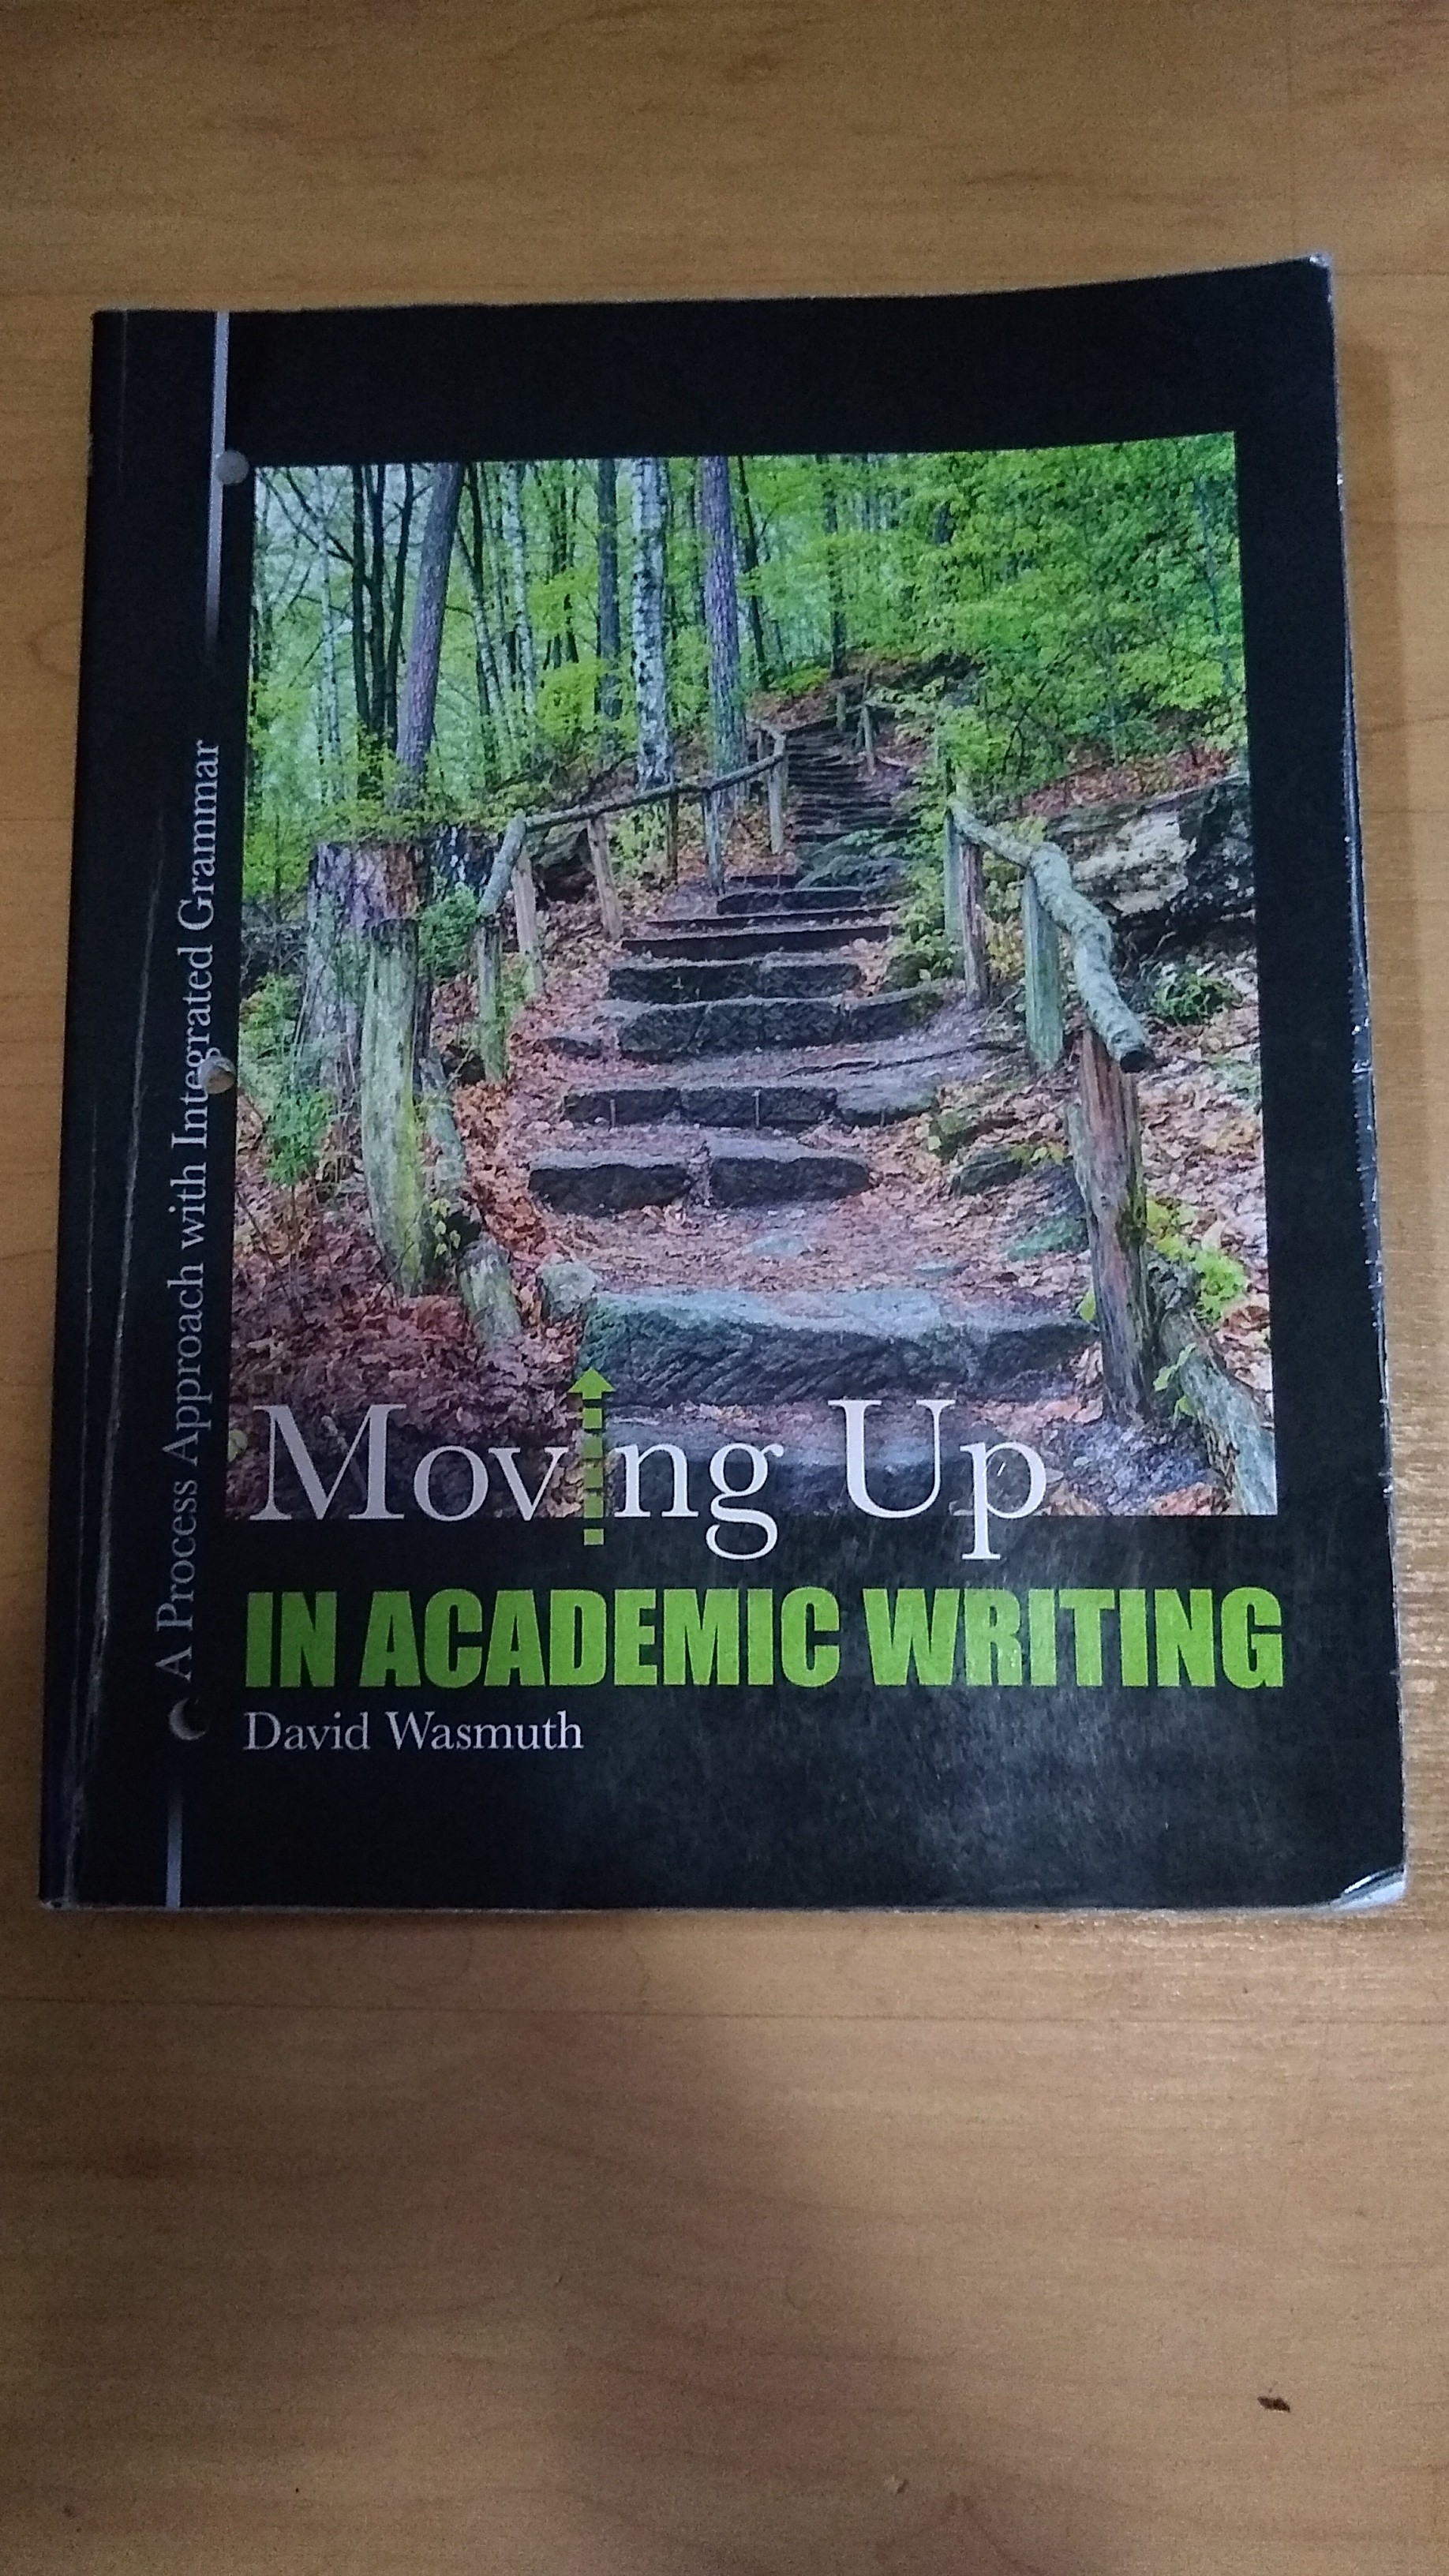 A Process Approach with Integrated Grammar
Moving Up
IN ACADEMIC WRITING
David Wasmuth